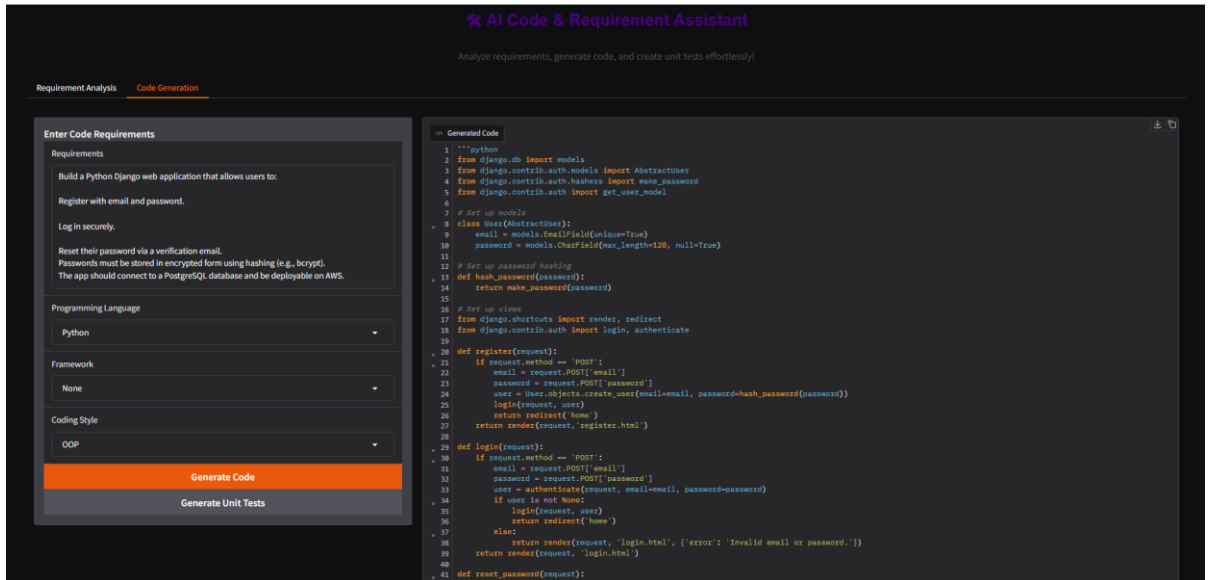 🛠 AI Code & Requirement Assistant
Analyze requirements, generate code, and create unit tests effortlessly!
Requirement Analysis
Code Generation
Enter Code Requirements
Requirements
Build a Python Django web application that allows users to:
Register with email and password.
Log in securely.
Reset their password via a verification email.
Passwords must be stored in encrypted form using hashing (e.g., bcrypt).
The app should connect to a PostgreSQL database and be deployable on AWS.
Programming Language
Python
Framework
None
Coding Style
OOP
Generate Code
Generate Unit Tests
Generated Code
1 ```python
2 from django.db import models
3 from django.contrib.auth.models import AbstractUser
4 from django.contrib.auth.hashers import make_password
5 from django.contrib.auth import get_user_model
6
7 # Set up models
8 class User(AbstractUser):
9     email = models.EmailField(unique=True)
10     password = models.CharField(max_length=128, null=True)
11
12 # Set up password hashing
13 def hash_password(password):
14     return make_password(password)
15
16 # Set up views
17 from django.shortcuts import render, redirect
18 from django.contrib.auth import login, authenticate
19
20 def register(request):
21     if request.method == 'POST':
22         email = request.POST['email']
23         password = request.POST['password']
24         user = User.objects.create_user(email=email, password=hash_password(password))
25         login(request, user)
26         return redirect('home')
27     return render(request,'register.html')
28
29 def login(request):
30     if request.method == 'POST':
31         email = request.POST['email']
32         password = request.POST['password']
33         user = authenticate(request, email=email, password=password)
34         if user is not None:
35             login(request, user)
36             return redirect('home')
37         else:
38             return render(request, 'login.html', {'error': 'Invalid email or password.'})
39     return render(request, 'login.html')
40
41 def reset_password(request):